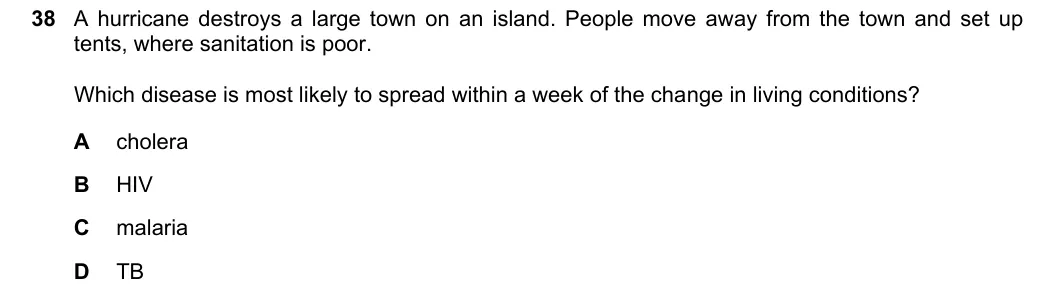 38 A hurricane destroys a large town on an island. People move away from the town and set up
tents, where sanitation is poor.
Which disease is most likely to spread within a week of the change in living conditions?
A cholera
B HIV
C malaria
D TB